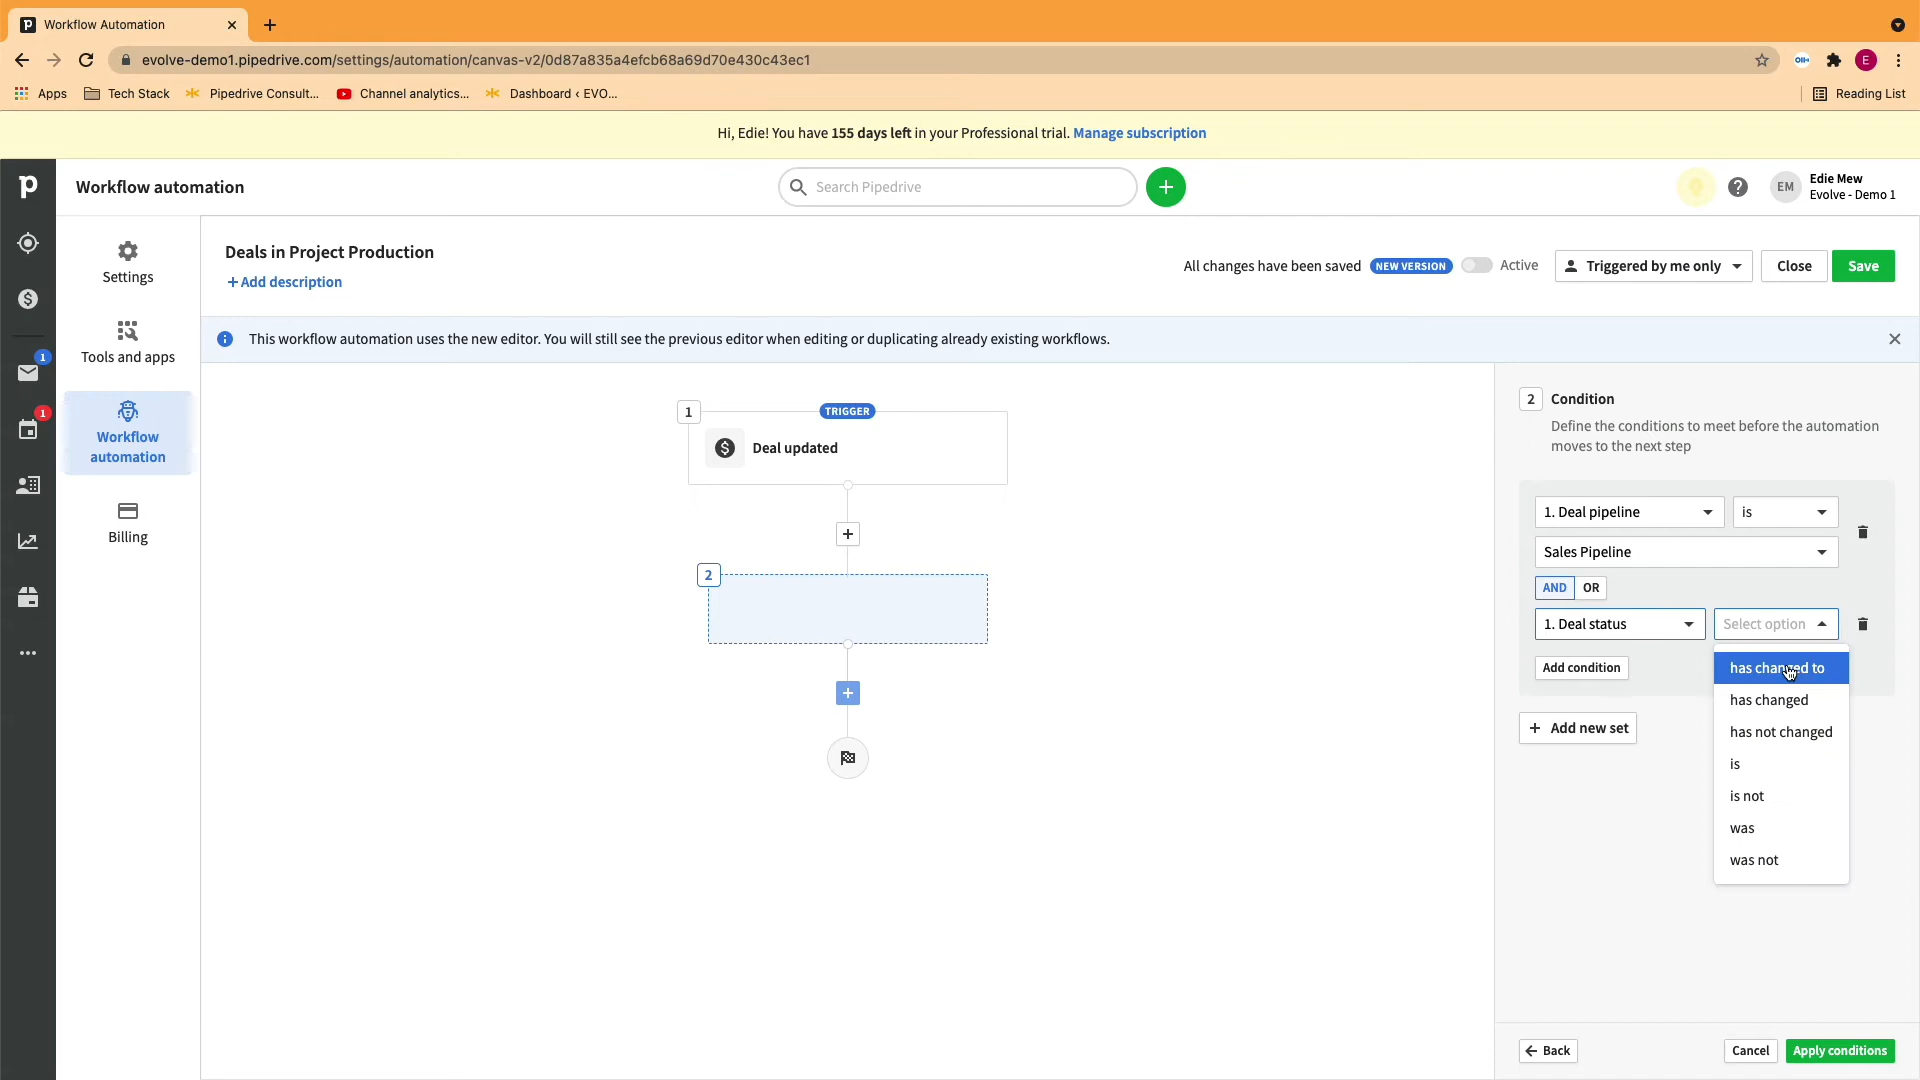 Workflow Automation
evolve-demo1.pipedrive.com/settings/automation/canvas-v2/0d87a835a4efcb68a69d70e430c43ec1
E
Apps
Tech Stack
Pipedrive Consult...
Channel analytics...
Dashboard ‹ EVO...
Reading List
Hi, Edie! You have 155 days left in your Professional trial. Manage subscription
Workflow automation
Search Pipedrive
EM
Edie Mew
Evolve - Demo 1
Settings
Tools and apps
Workflow
automation
Billing
1
1
Deals in Project Production
+ Add description
All changes have been saved
NEW VERSION
Active
Triggered by me only
Close
Save
This workflow automation uses the new editor. You will still see the previous editor when editing or duplicating already existing workflows.
1
TRIGGER
Deal updated
2
2 Condition
Define the conditions to meet before the automation
moves to the next step
1. Deal pipeline
is
Sales Pipeline
AND OR
1. Deal status
Select option
has changed to
has changed
has not changed
is
is not
was
was not
Add condition
+ Add new set
Back
Cancel
Apply conditions